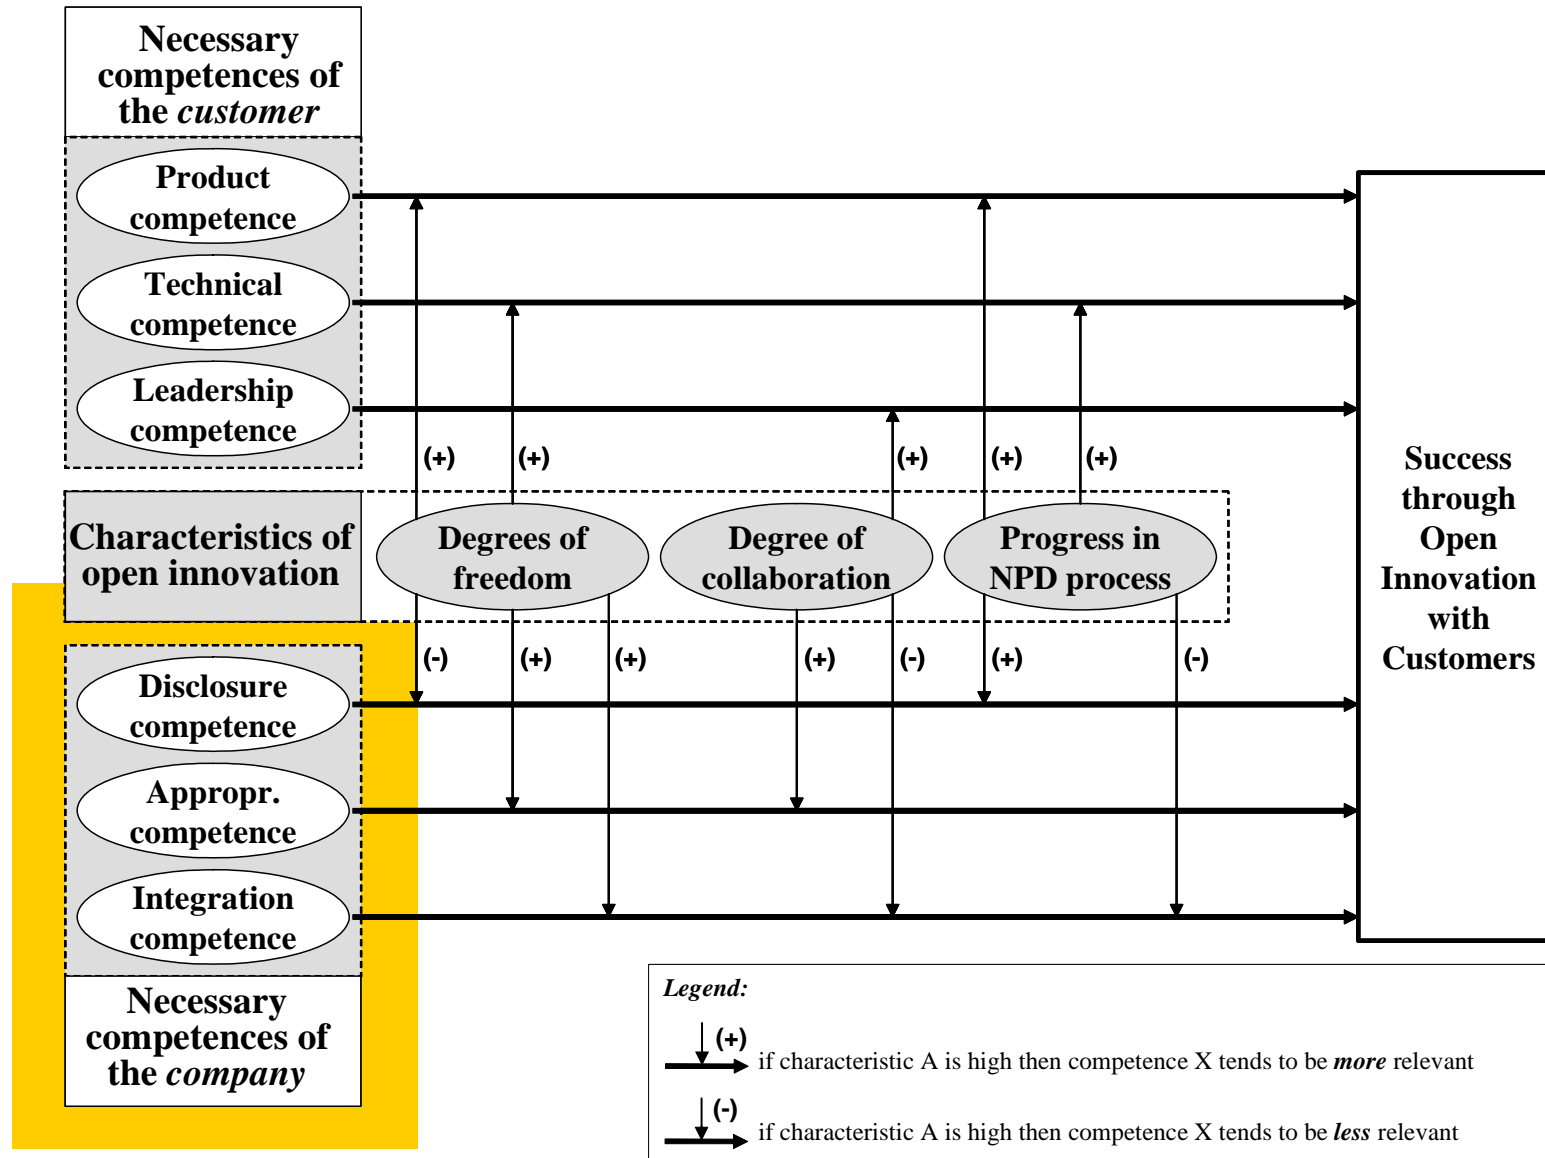 Necessary
competences of
the customer
Product
competence
Technical
competence
Leadership
competence
(+)
(+)
(+)
(+)
(+)
Characteristics of
open innovation
Degrees of
freedom
Degree of
collaboration
Progress in
NPD process
(-)
(+)
(+)
(+)
(-)
(+)
(-)
Disclosure
competence
Appropr.
competence
Integration
competence
Necessary
competences of
the company
Success
through
Open
Innovation
with
Customers
Legend:
(+)
if characteristic A is high then competence X tends to be more relevant
(-)
if characteristic A is high then competence X tends to be less relevant